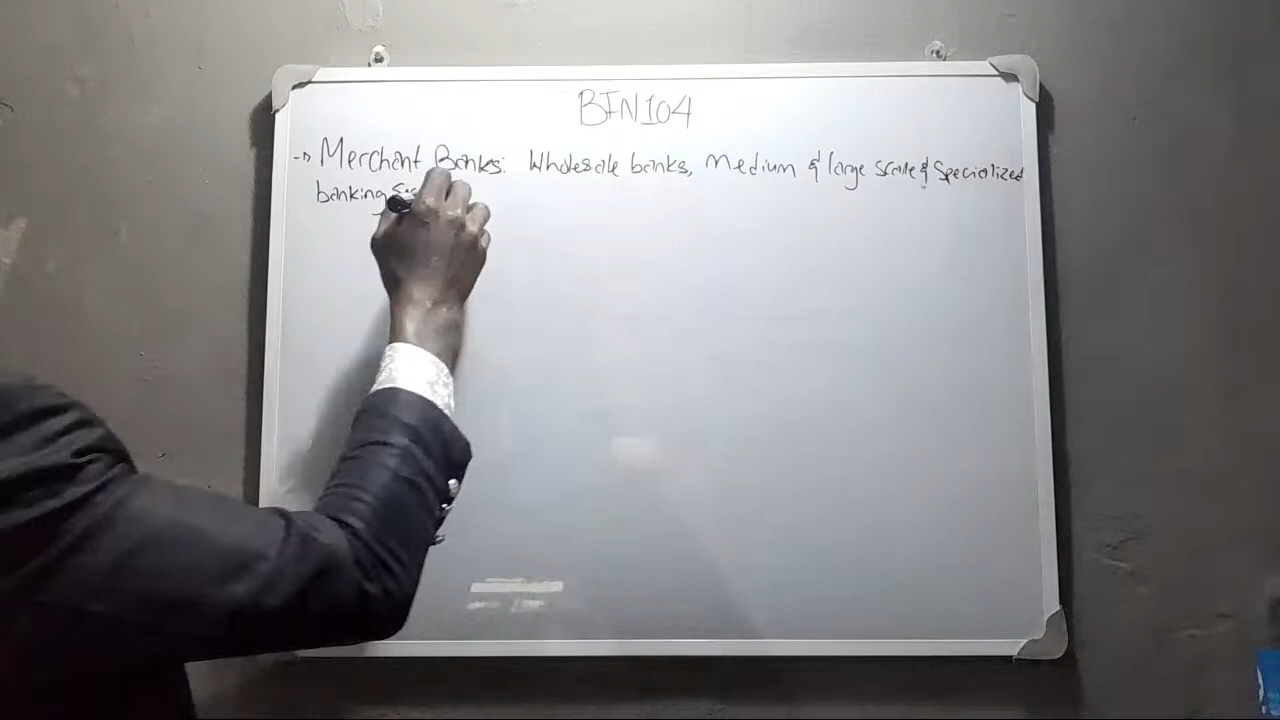 BFN104
-> Merchant Banks: Wholesale banks, Medium & large scale & Specialized
banking